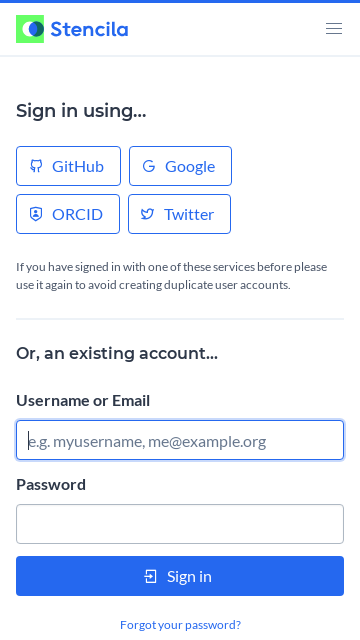 Stencila
Sign in using...
GitHub
Google
ORCID
Twitter
If you have signed in with one of these services before please
use it again to avoid creating duplicate user accounts.
Or, an existing account...
Username or Email
e.g. myusername, me@example.org
Password
Sign in
Forgot your password?